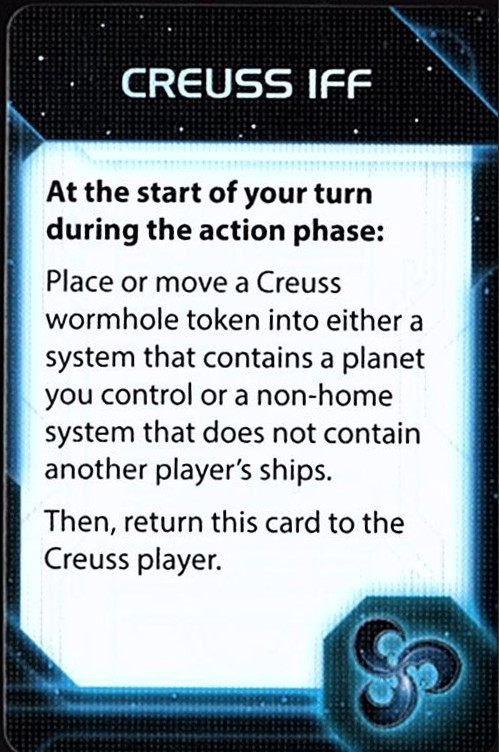 CREUSS IFF
At the start of your turn
during the action phase:
Place or move a Creuss
wormhole token into either a
system that contains a planet
you control or a non-home
system that does not contain
another player's ships.
Then, return this card to the
Creuss player.